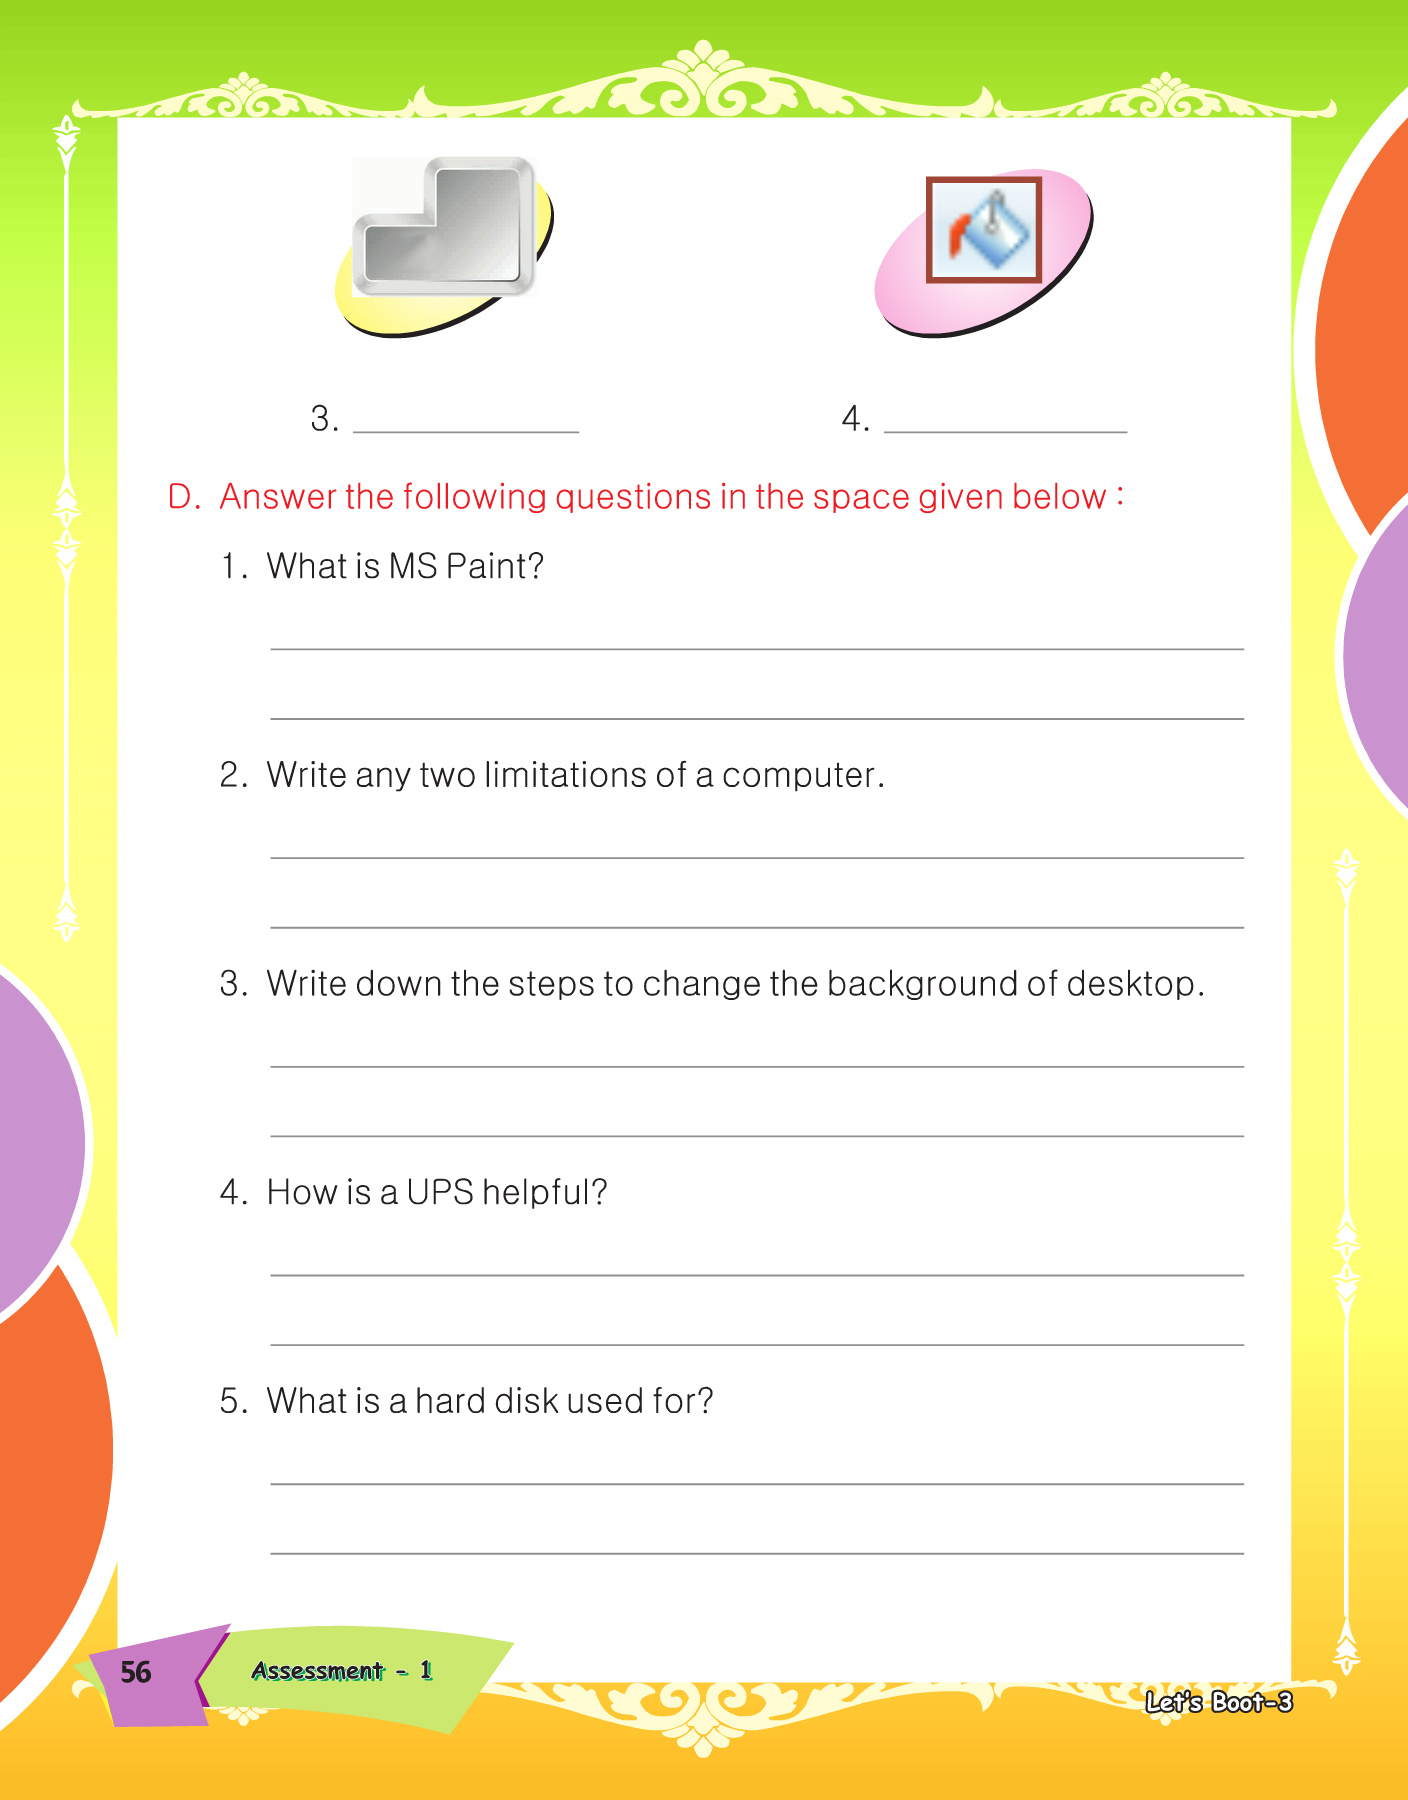 3. ____________
4. ____________
D. Answer the following questions in the space given below :
1. What is MS Paint?
2. Write any two limitations of a computer.
3. Write down the steps to change the background of desktop.
4. How is a UPS helpful?
5. What is a hard disk used for?
56
Assessment - 1
Let's Boot-3